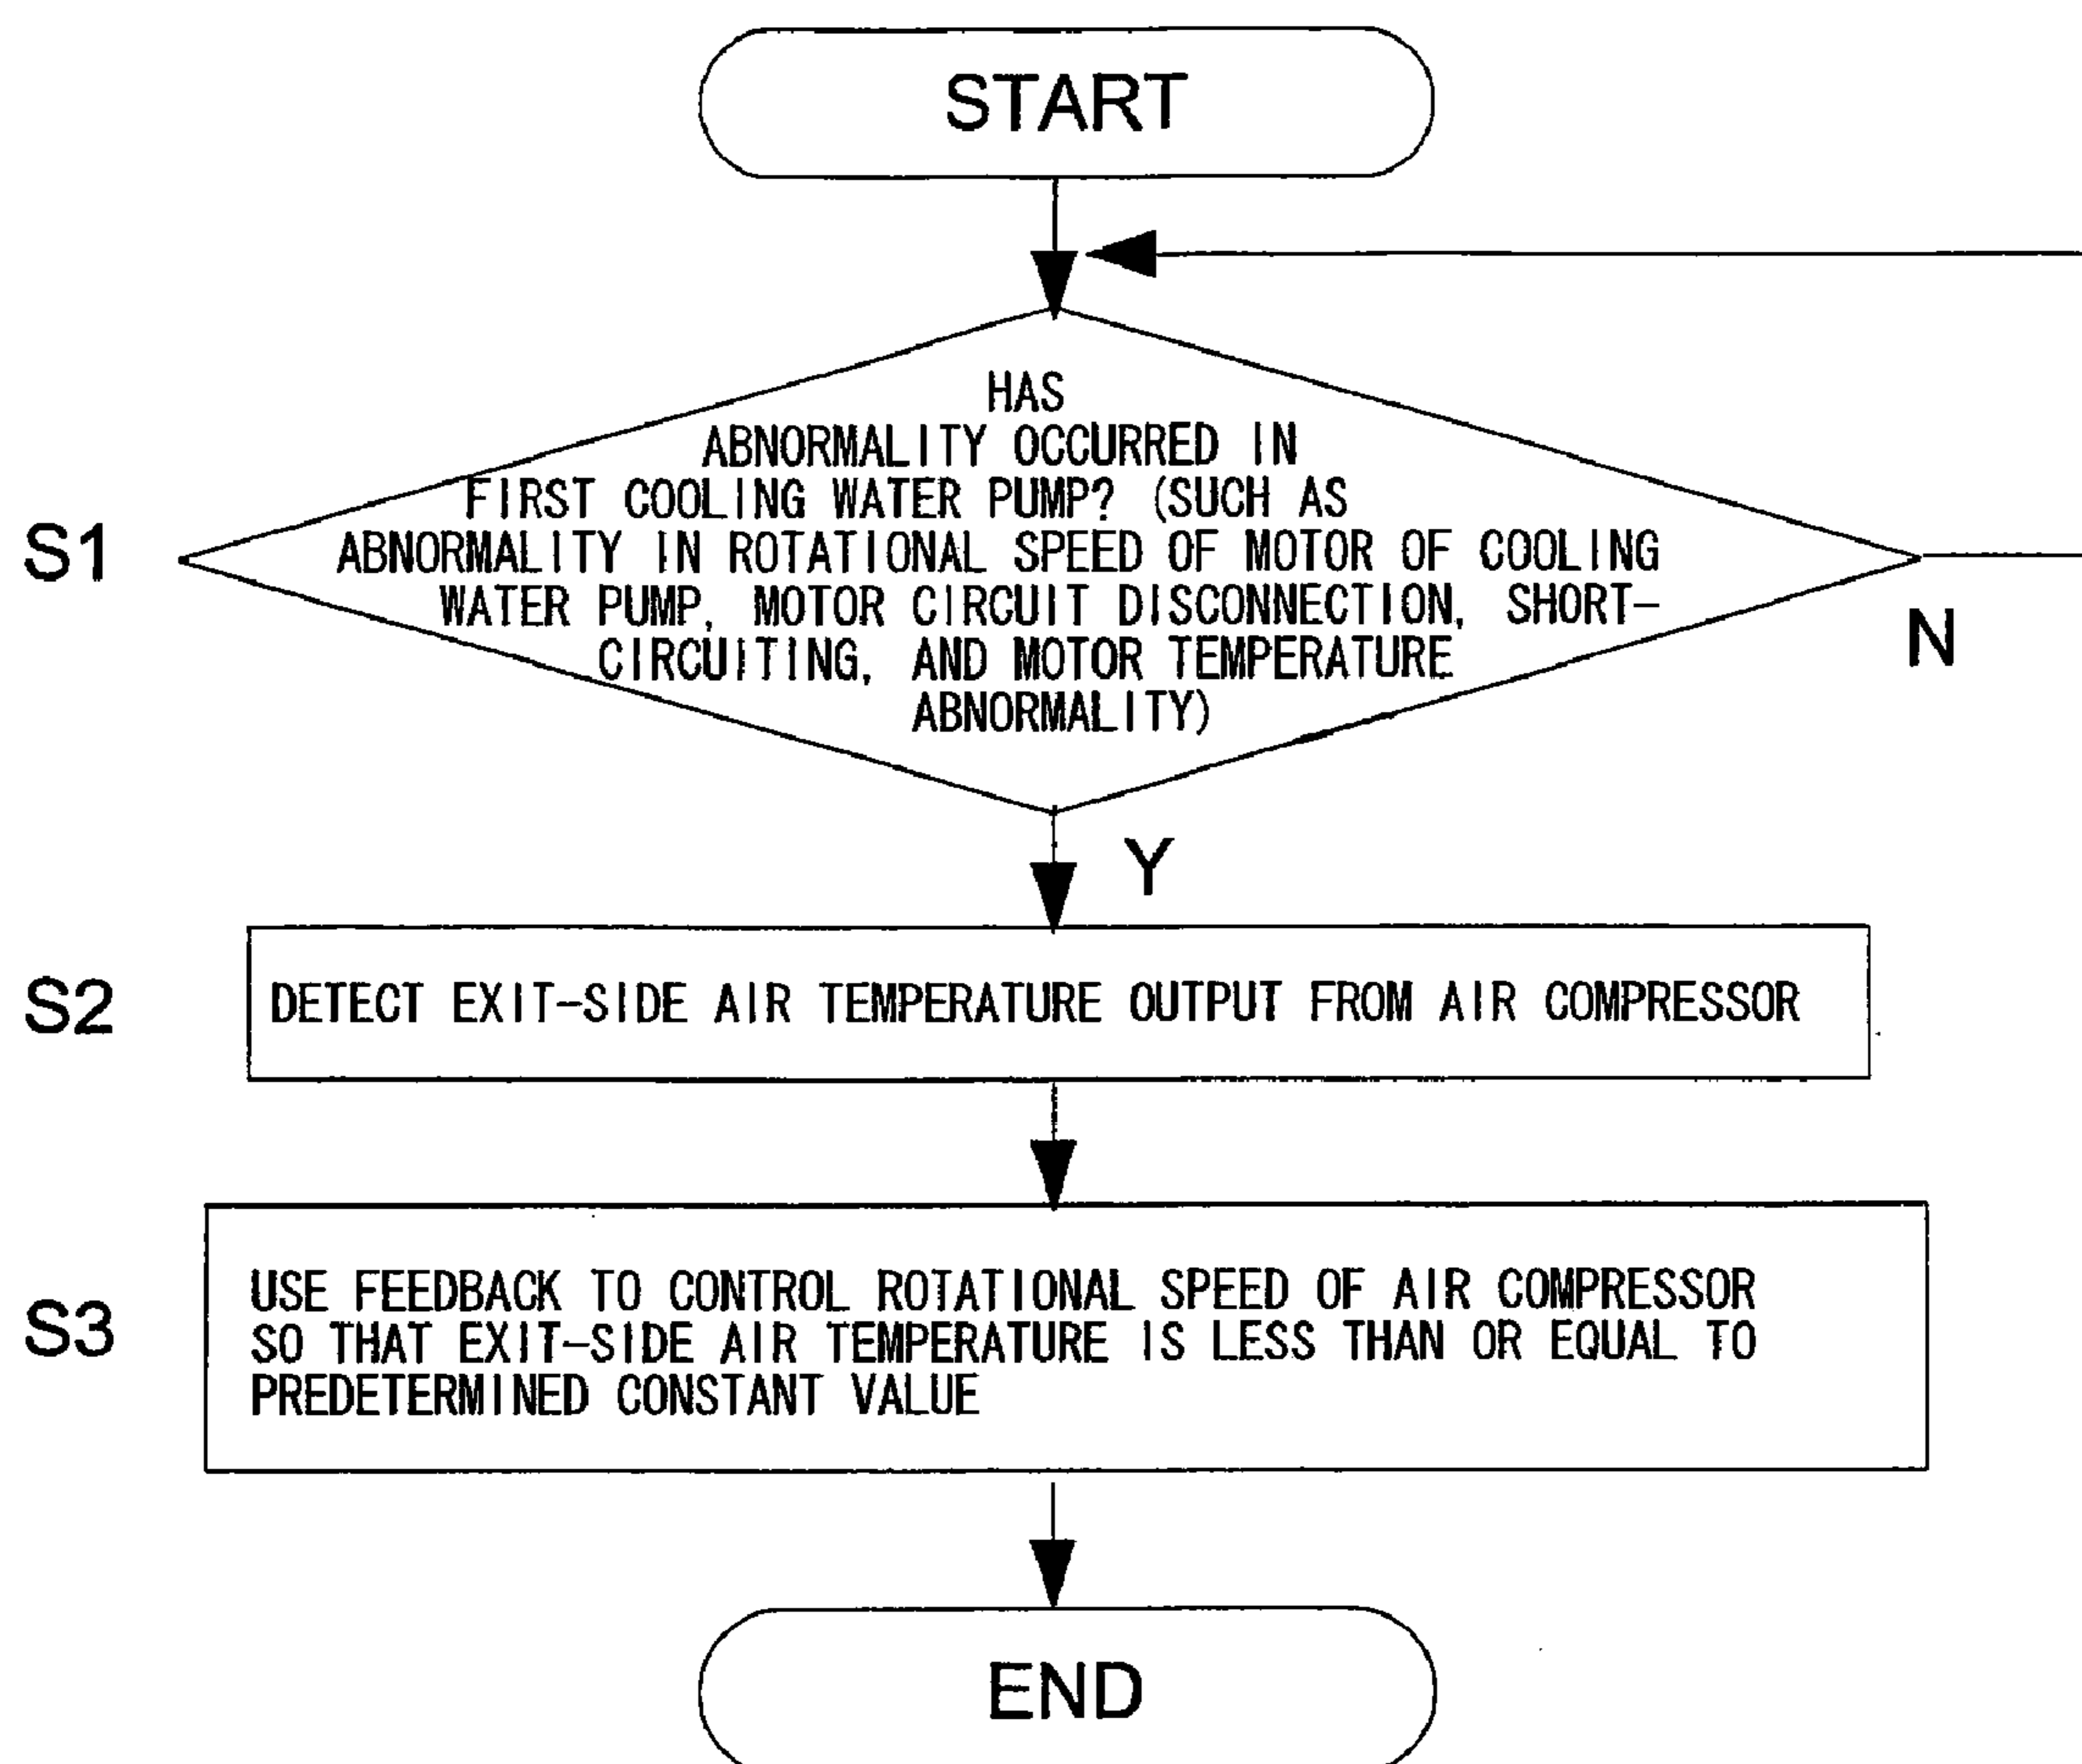 START
HAS
ABNORMALITY OCCURRED IN
FIRST COOLING WATER PUMP? (SUCH AS
ABNORMALITY IN ROTATIONAL SPEED OF MOTOR OF COOLING
WATER PUMP, MOTOR CIRCUIT DISCONNECTION, SHORT-
CIRCUITING, AND MOTOR TEMPERATURE
ABNORMALITY)
S1
N
Y
S2
DETECT EXIT-SIDE AIR TEMPERATURE OUTPUT FROM AIR COMPRESSOR
S3
USE FEEDBACK TO CONTROL ROTATIONAL SPEED OF AIR COMPRESSOR
SO THAT EXIT-SIDE AIR TEMPERATURE IS LESS THAN OR EQUAL TO
PREDETERMINED CONSTANT VALUE
END